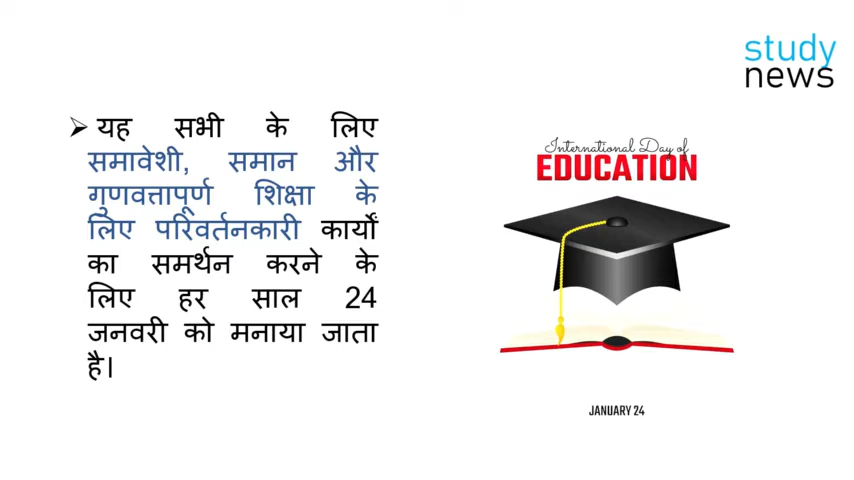 study
news
➢ यह सभी के लिए
समावेशी, समान और
गुणवत्तापूर्ण शिक्षा के
लिए परिवर्तनकारी कार्यों
का समर्थन करने के
लिए हर साल 24
जनवरी को मनाया जाता
है।
International Day of
EDUCATION
JANUARY 24